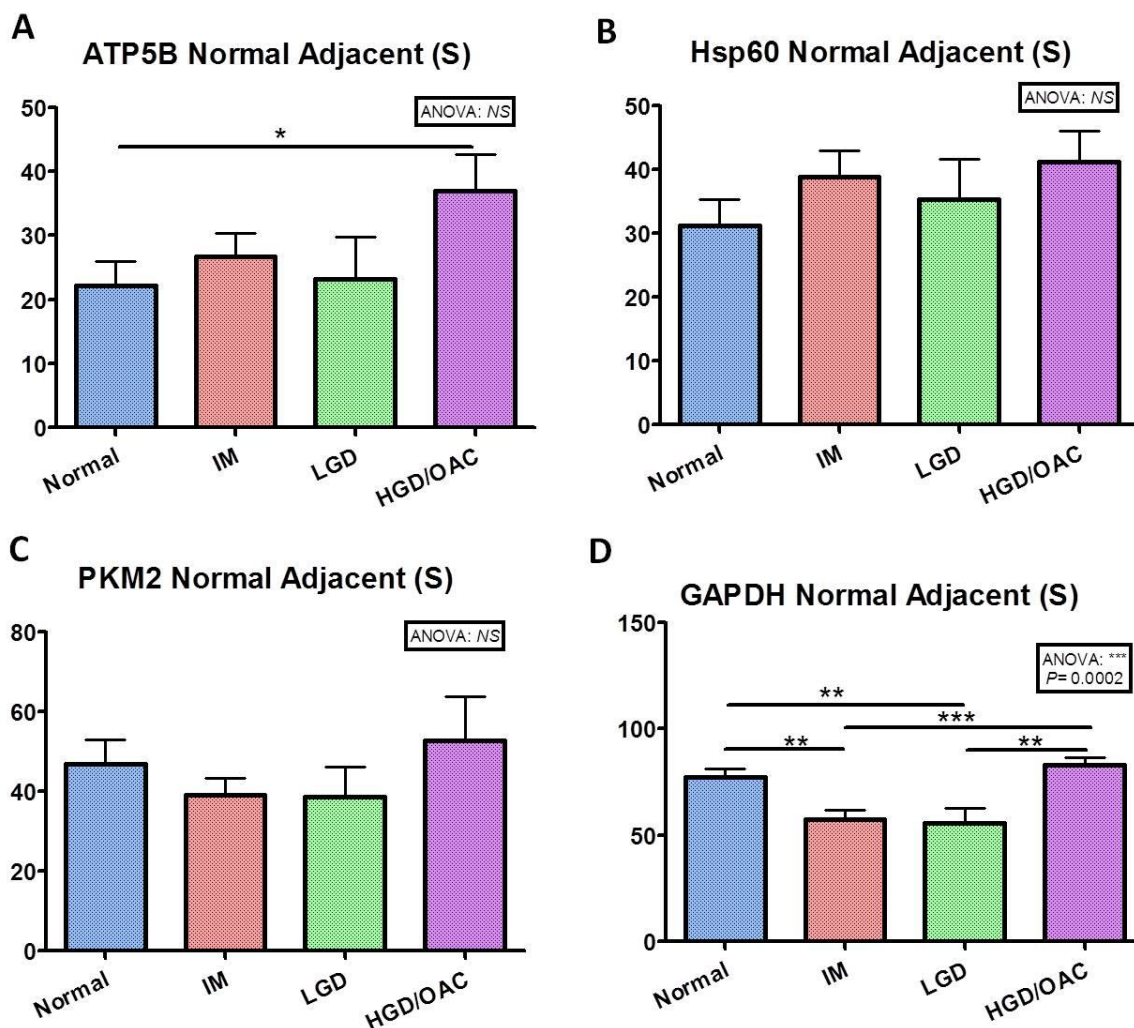 A
ATP5B Normal Adjacent (S)
ANOVA: NS
*
50
40
30
20
10
0
Normal
IM
LGD
HGD/OAC
B
Hsp60 Normal Adjacent (S)
ANOVA: NS
50
40
30
20
10
0
Normal
IM
LGD
HGD/OAC
C
PKM2 Normal Adjacent (S)
ANOVA: NS
80
60
40
20
0
Normal
IM
LGD
HGD/OAC
D
GAPDH Normal Adjacent (S)
ANOVA: ***
P= 0.0002
**
***
**
**
150
100
50
0
Normal
IM
LGD
HGD/OAC